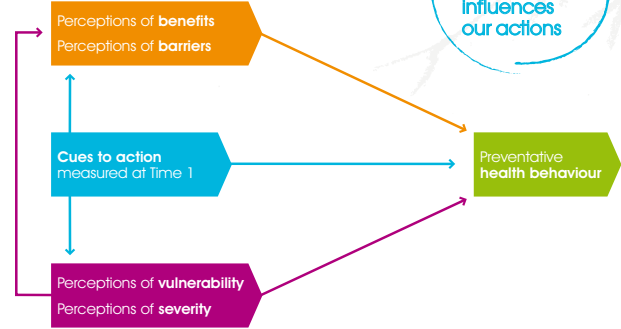 influences
our actions
Perceptions of benefits
Perceptions of barriers
Cues to action
measured at Time 1
Preventative
health behaviour
Perceptions of vulnerability
Perceptions of severity